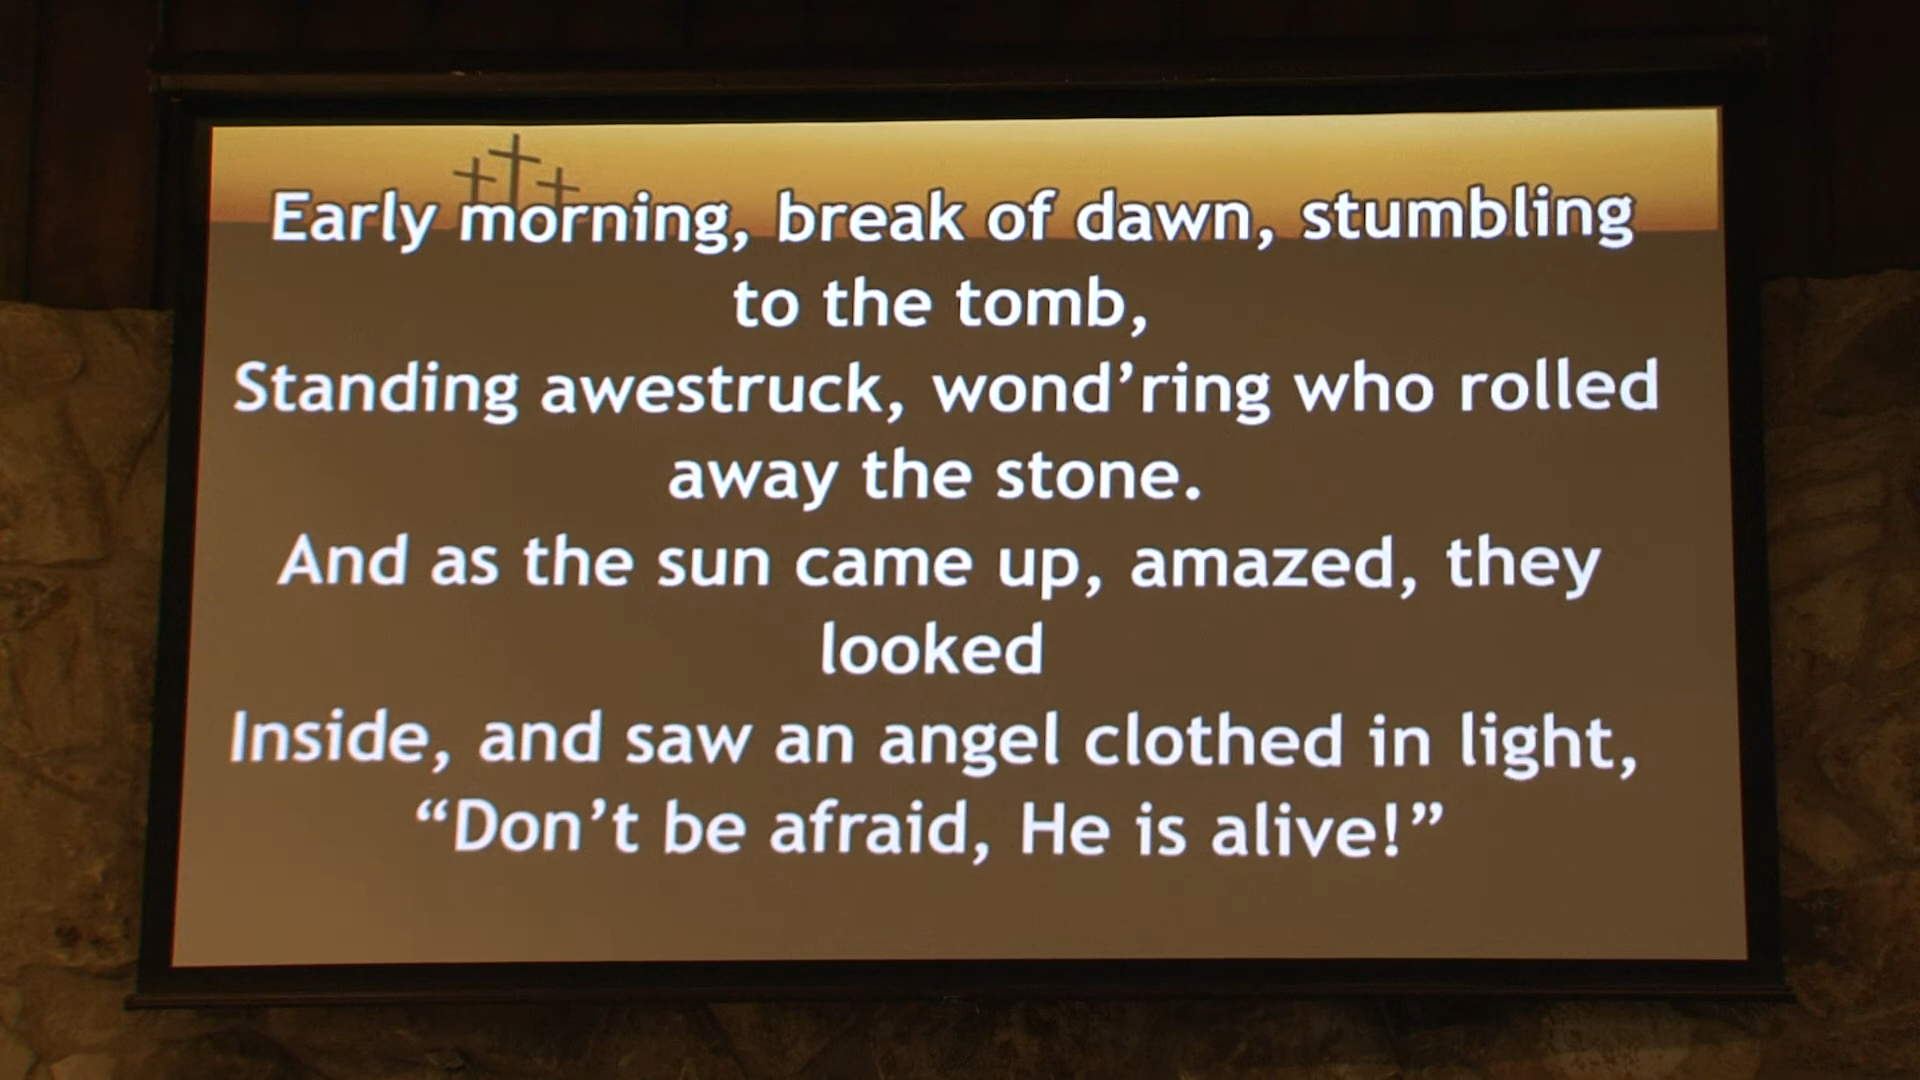 Early morning, break of dawn, stumbling
to the tomb,
Standing awestruck, wond’ring who rolled
away the stone.
And as the sun came up, amazed, they
looked
Inside, and saw an angel clothed in light,
“Don’t be afraid, He is alive!”